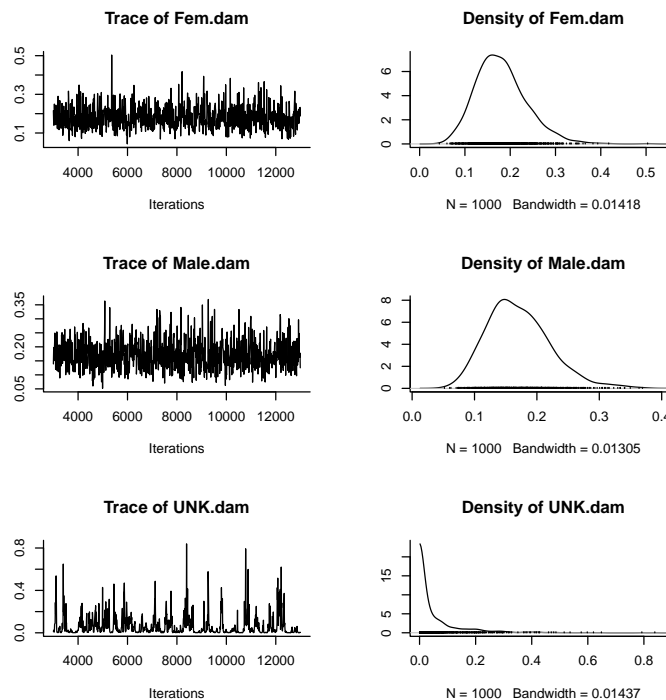 Trace of Fem.dam
0.1 0.3 0.5
4000 6000 8000 10000 12000
Iterations
Density of Fem.dam
0 2 4 6
0.0 0.1 0.2 0.3 0.4 0.5
N = 1000 Bandwidth = 0.01418
Trace of Male.dam
0.05 0.20 0.35
4000 6000 8000 10000 12000
Iterations
Density of Male.dam
0 2 4 6 8
0.0 0.1 0.2 0.3 0.4
N = 1000 Bandwidth = 0.01305
Trace of UNK.dam
0.0 0.4 0.8
4000 6000 8000 10000 12000
Iterations
Density of UNK.dam
0 5 15
0.0 0.2 0.4 0.6 0.8
N = 1000 Bandwidth = 0.01437